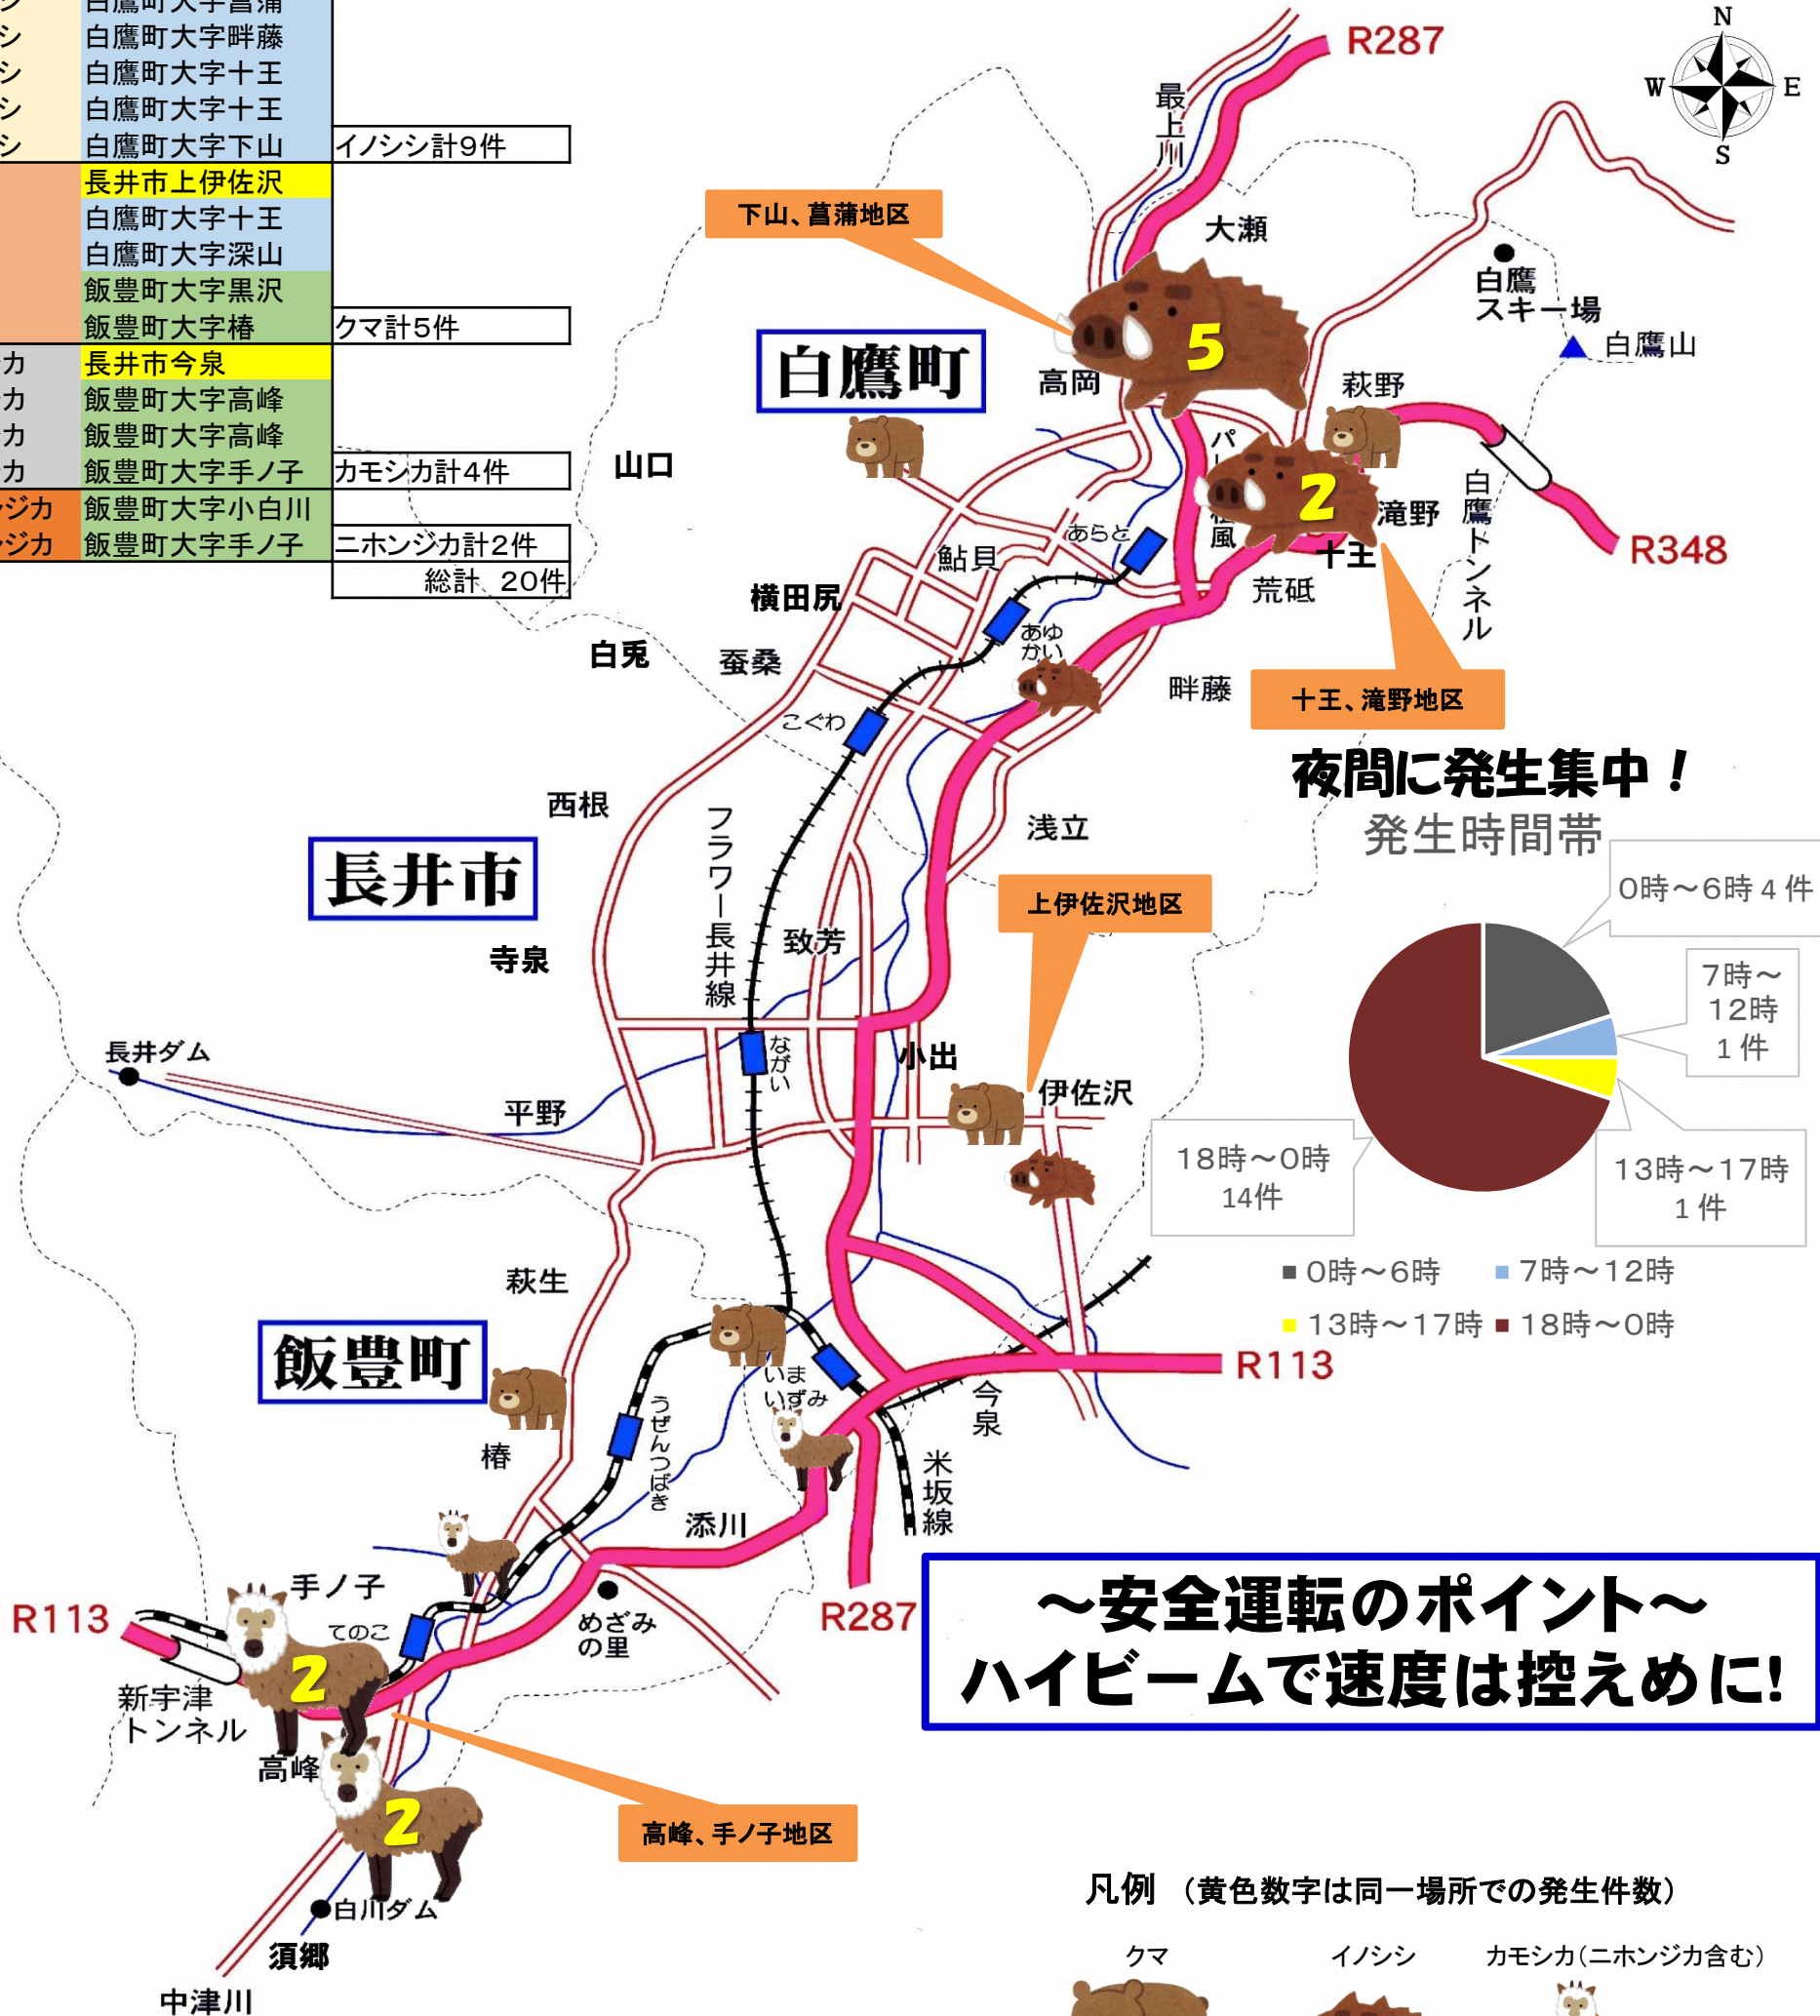 白鷹町大字菖蒲
シ 白鷹町大字畔藤
シ 白鷹町大字十王
シ 白鷹町大字十王
シ 白鷹町大字下山 イノシシ計9件
長井市上伊佐沢
白鷹町大字十王
白鷹町大字深山
飯豊町大字黒沢
飯豊町大字椿 クマ計5件
カ 長井市今泉
カ 飯豊町大字高峰
カ 飯豊町大字高峰
カ 飯豊町大字手ノ子 カモシカ計4件
ジカ 飯豊町大字小白川
ジカ 飯豊町大字手ノ子 ニホンジカ計2件
総計 20件
N
W
E
S
R287
最上川
下山、菖蒲地区
大瀬
白鷹
スキー場
白鷹山
5
白鷹町
高岡
萩野
山口
2
滝野
白鷹トンネル
R348
あらと
十王
鮎貝
荒砥
横田尻
あゆ
かい
白兎
蚕桑
畔藤
十王、滝野地区
こぐわ
夜間に発生集中！
発生時間帯
西根
フラワー長井線
浅立
0時～6時 4 件
長井市
上伊佐沢地区
致芳
寺泉
7時～
12時
1 件
長井ダム
ながい
小出
平野
伊佐沢
18時～0時
14件
13時～17時
1 件
0時～6時
7時～12時
13時～17時
18時～0時
萩生
飯豊町
いま
いずみ
R113
今泉
うぜんつばき
椿
米坂線
添川
手ノ子
てのこ
R113
めざみ
の里
R287
～安全運転のポイント～
ハイビームで速度は控えめに!
2
新宇津
トンネル
高峰
2
高峰、手ノ子地区
白川ダム
須郷
中津川
凡例 （黄色数字は同一場所での発生件数）
クマ
イノシシ
カモシカ（ニホンジカ含む）